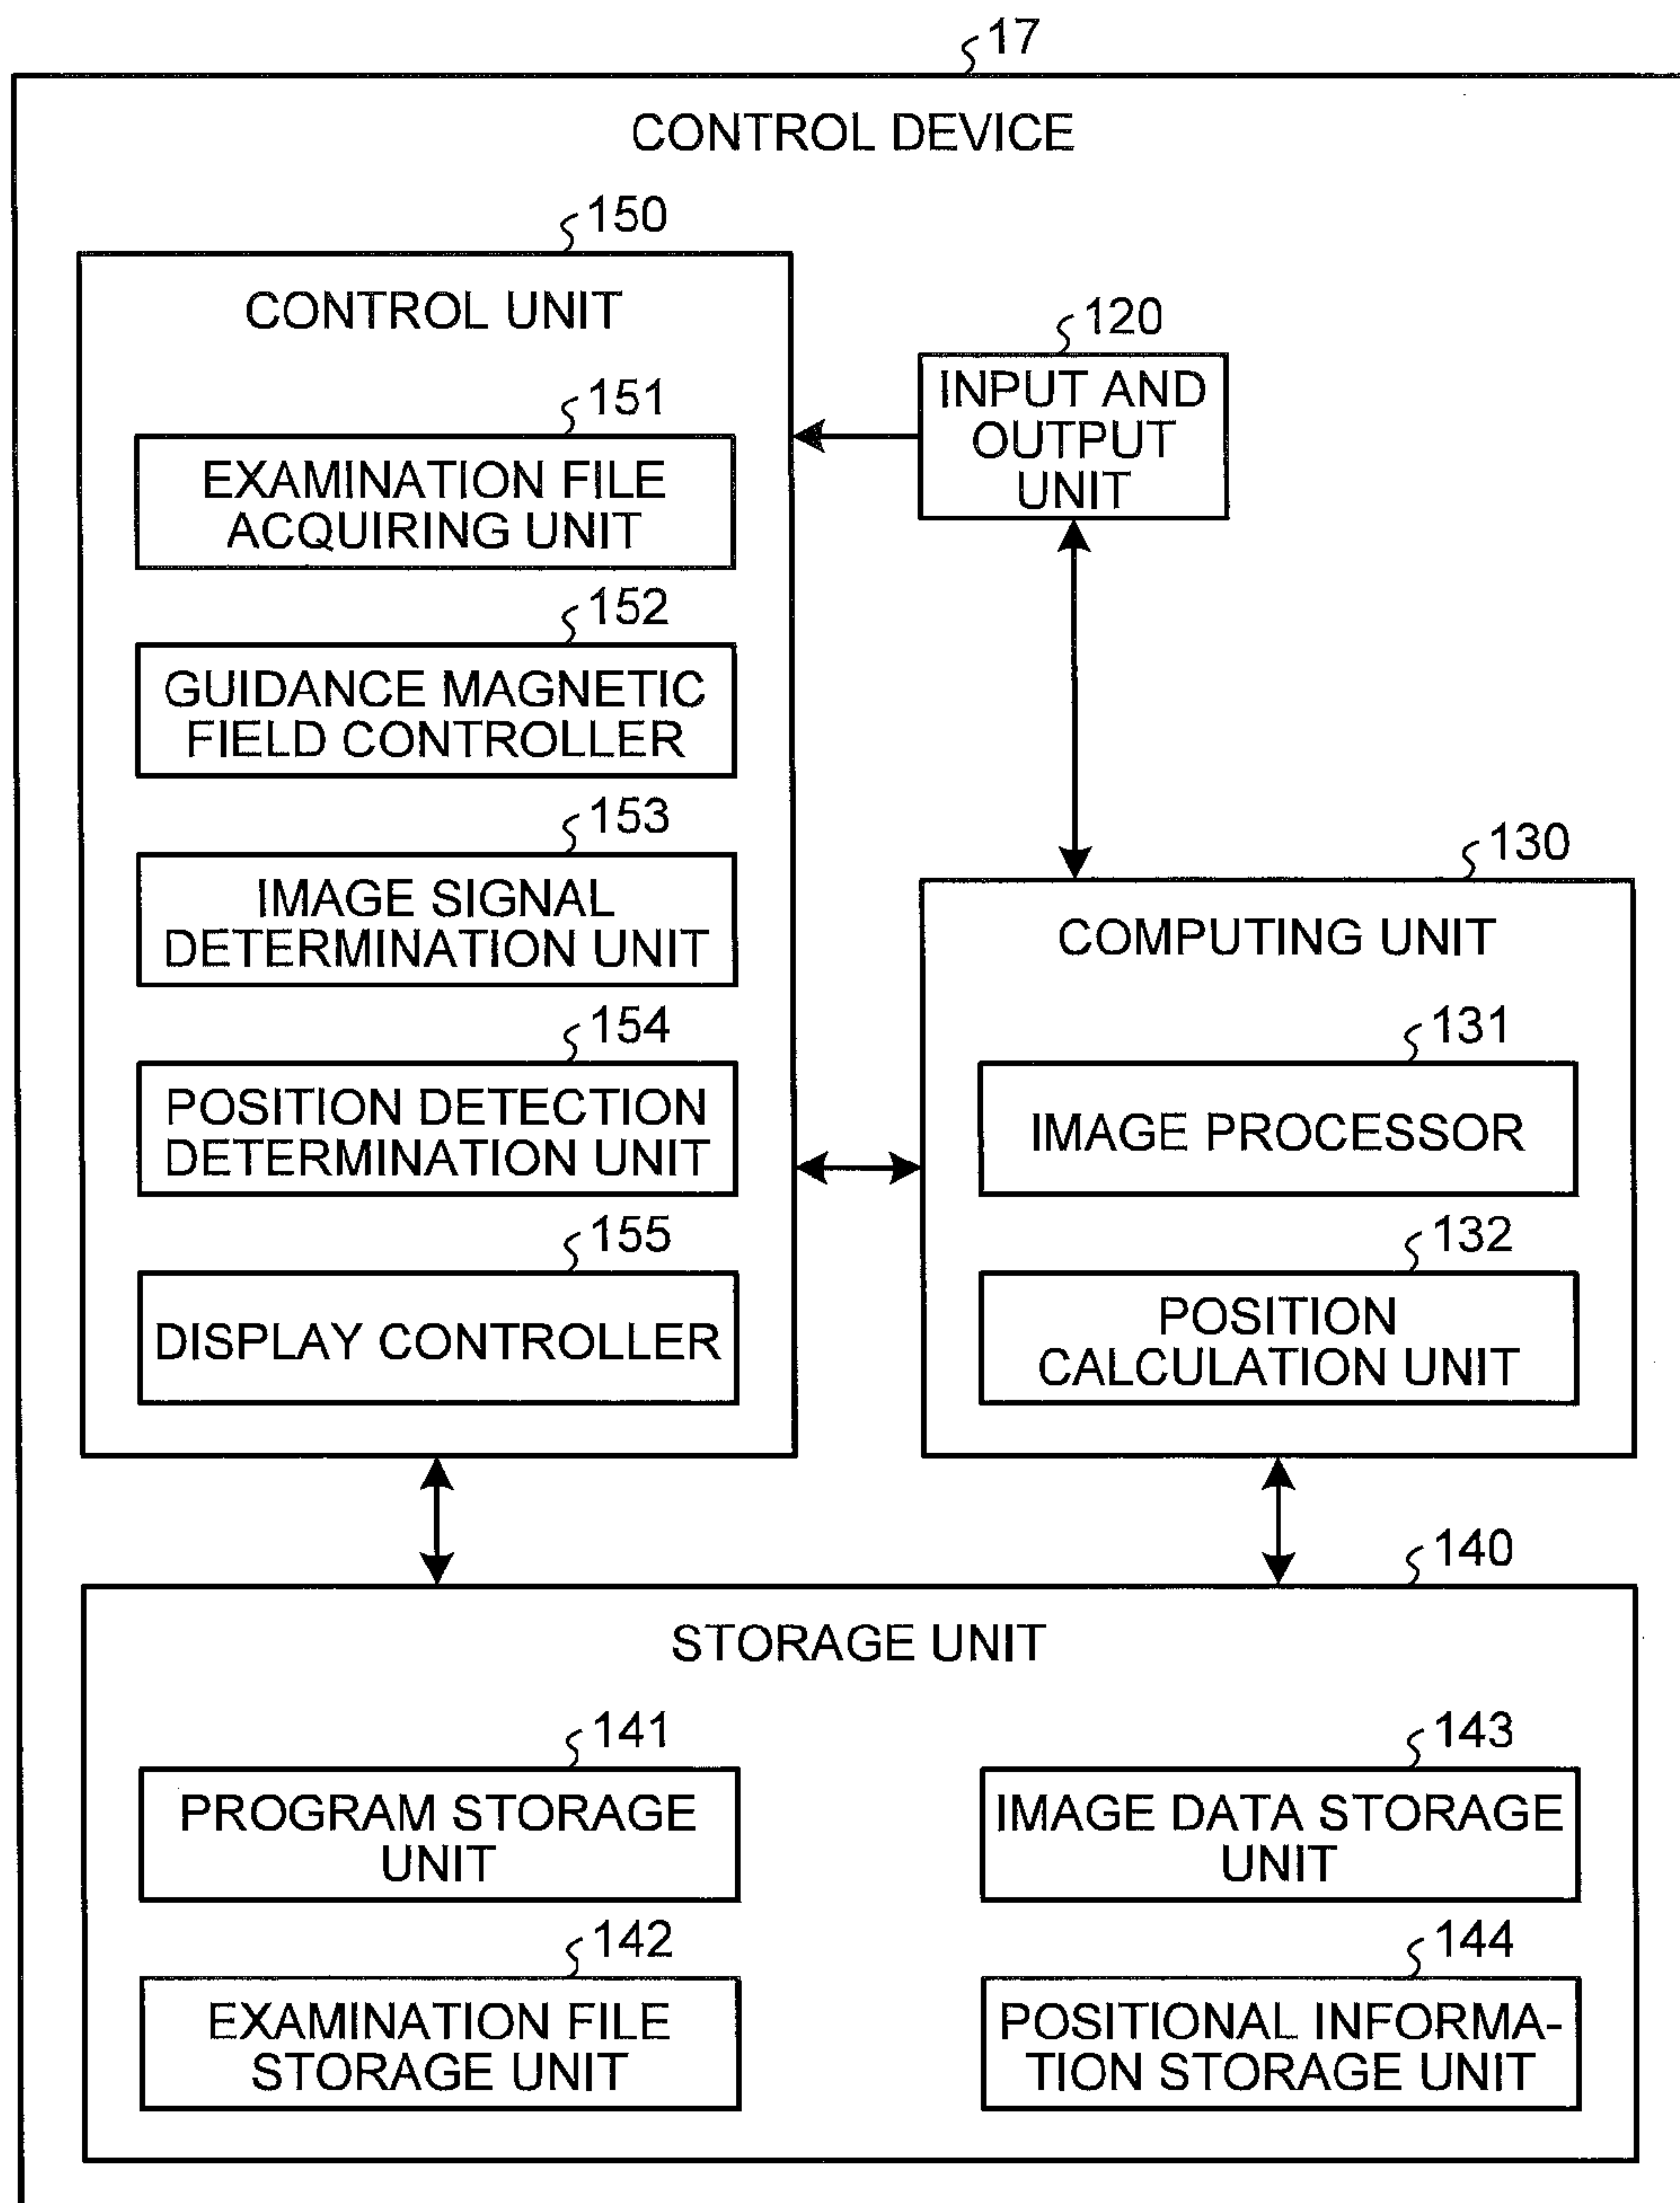 17
CONTROL DEVICE
150
CONTROL UNIT
151
EXAMINATION FILE
ACQUIRING UNIT
152
GUIDANCE MAGNETIC
FIELD CONTROLLER
153
IMAGE SIGNAL
DETERMINATION UNIT
154
POSITION DETECTION
DETERMINATION UNIT
155
DISPLAY CONTROLLER
120
INPUT AND
OUTPUT
UNIT
130
COMPUTING UNIT
131
IMAGE PROCESSOR
132
POSITION
CALCULATION UNIT
140
STORAGE UNIT
141
PROGRAM STORAGE
UNIT
142
EXAMINATION FILE
STORAGE UNIT
143
IMAGE DATA STORAGE
UNIT
144
POSITIONAL INFORMA-
TION STORAGE UNIT